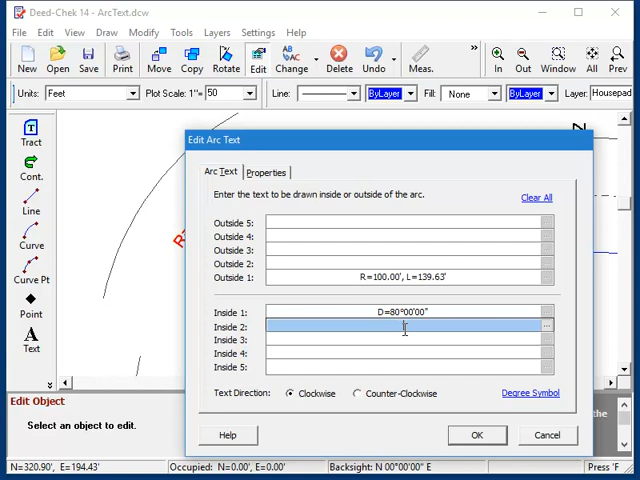 Deed-Chek 14 - ArcText.dcw
File Edit View Draw Modify Tools Layers Settings Help
New Open Save Print Move Copy Rotate Edit Change Delete Undo Meas. » In Out Window All Prev
Units: Feet Plot Scale: 1"= 50 Line: ByLayer Fill: None ByLayer Layer: Housepad
Tract
Cont.
Line
Curve
Curve Pt
Point
Text
Edit Arc Text
Arc Text Properties
Enter the text to be drawn inside or outside of the arc.
Clear All
Outside 5:
Outside 4:
Outside 3:
Outside 2:
Outside 1: R=100.00', L=139.63'
Inside 1: D=80°00'00"
Inside 2: ...
Inside 3:
Inside 4:
Inside 5:
Text Direction: Clockwise Counter-Clockwise Degree Symbol
Help OK Cancel
Edit Object
Select an object to edit.
the
N=320.90', E=194.43' Occupied: N=0.00', E=0.00' Backsight: N 00°00'00" E Press 'F